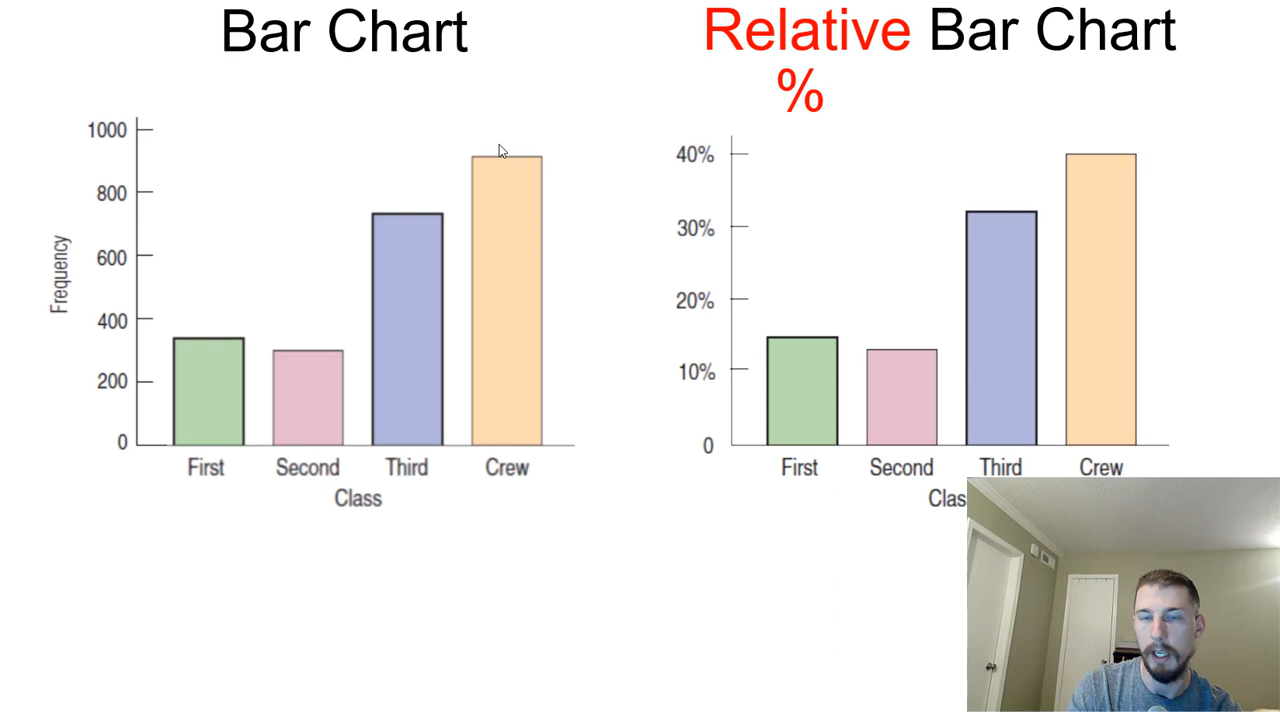 Bar Chart
Relative Bar Chart
%
1000
800
600
400
200
0
Frequency
First Second Third Crew
Class
40%
30%
20%
10%
0
First Second Third Crew
Clas